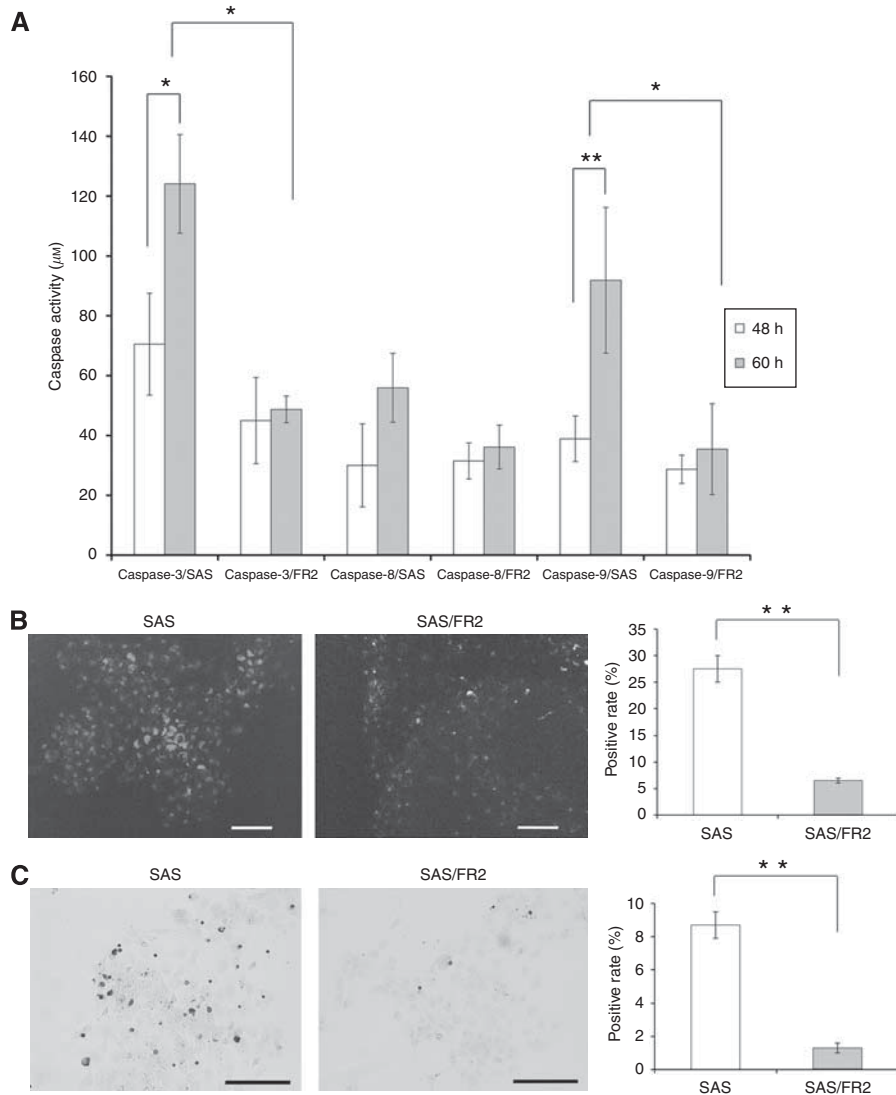 A
*
*
*
**
160
140
120
100
80
60
40
20
0
Caspase activity (μM)
48 h
60 h
Caspase-3/SAS Caspase-3/FR2 Caspase-8/SAS Caspase-8/FR2 Caspase-9/SAS Caspase-9/FR2
B
SAS
SAS/FR2
* *
35
30
25
20
15
10
5
0
Positive rate (%)
SAS SAS/FR2
C
SAS
SAS/FR2
* *
10
8
6
4
2
0
Positive rate (%)
SAS SAS/FR2